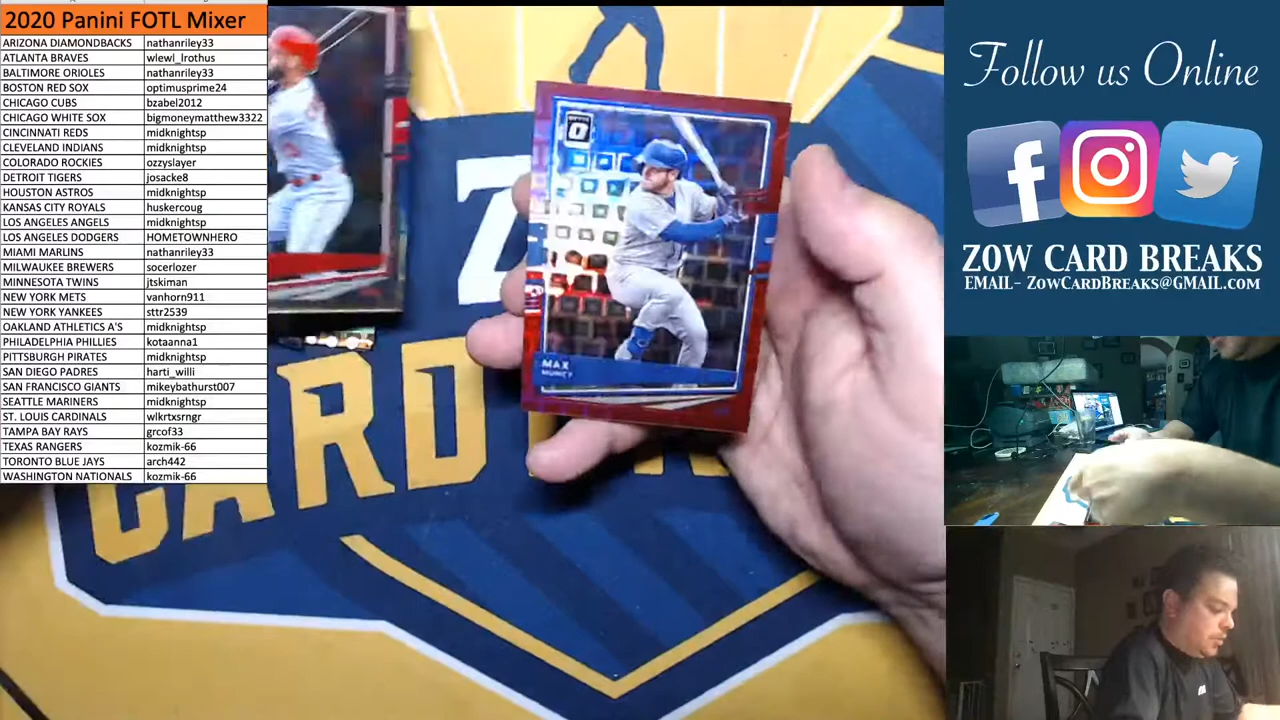 2020 Panini FOTL Mixer
ARIZONA DIAMONDBACKS nathanriley33
ATLANTA BRAVES wlewl_lrothus
BALTIMORE ORIOLES nathanriley33
BOSTON RED SOX optimusprime24
CHICAGO CUBS bzabel2012
CHICAGO WHITE SOX bigmoneymatthew3322
CINCINNATI REDS midknightsp
CLEVELAND INDIANS midknightsp
COLORADO ROCKIES ozzyslayer
DETROIT TIGERS josacke8
HOUSTON ASTROS midknightsp
KANSAS CITY ROYALS huskercoug
LOS ANGELES ANGELS midknightsp
LOS ANGELES DODGERS HOMETOWNHERO
MIAMI MARLINS nathanriley33
MILWAUKEE BREWERS socerlozer
MINNESOTA TWINS jtskiman
NEW YORK METS vanhorn911
NEW YORK YANKEES sttr2539
OAKLAND ATHLETICS A'S midknightsp
PHILADELPHIA PHILLIES kotaanna1
PITTSBURGH PIRATES midknightsp
SAN DIEGO PADRES harti_willi
SAN FRANCISCO GIANTS mikeybathurst007
SEATTLE MARINERS midknightsp
ST. LOUIS CARDINALS wlkrtxsrngr
TAMPA BAY RAYS grcof33
TEXAS RANGERS kozmik-66
TORONTO BLUE JAYS arch442
WASHINGTON NATIONALS kozmik-66
Z
CARD
MAX
MUNCY
Follow us Online
ZOW CARD BREAKS
EMAIL- ZowCardBreaks@GMail.com